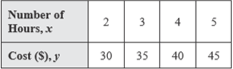 Number of Hours, x 2 3 4 5
Cost ($), y 30 35 40 45